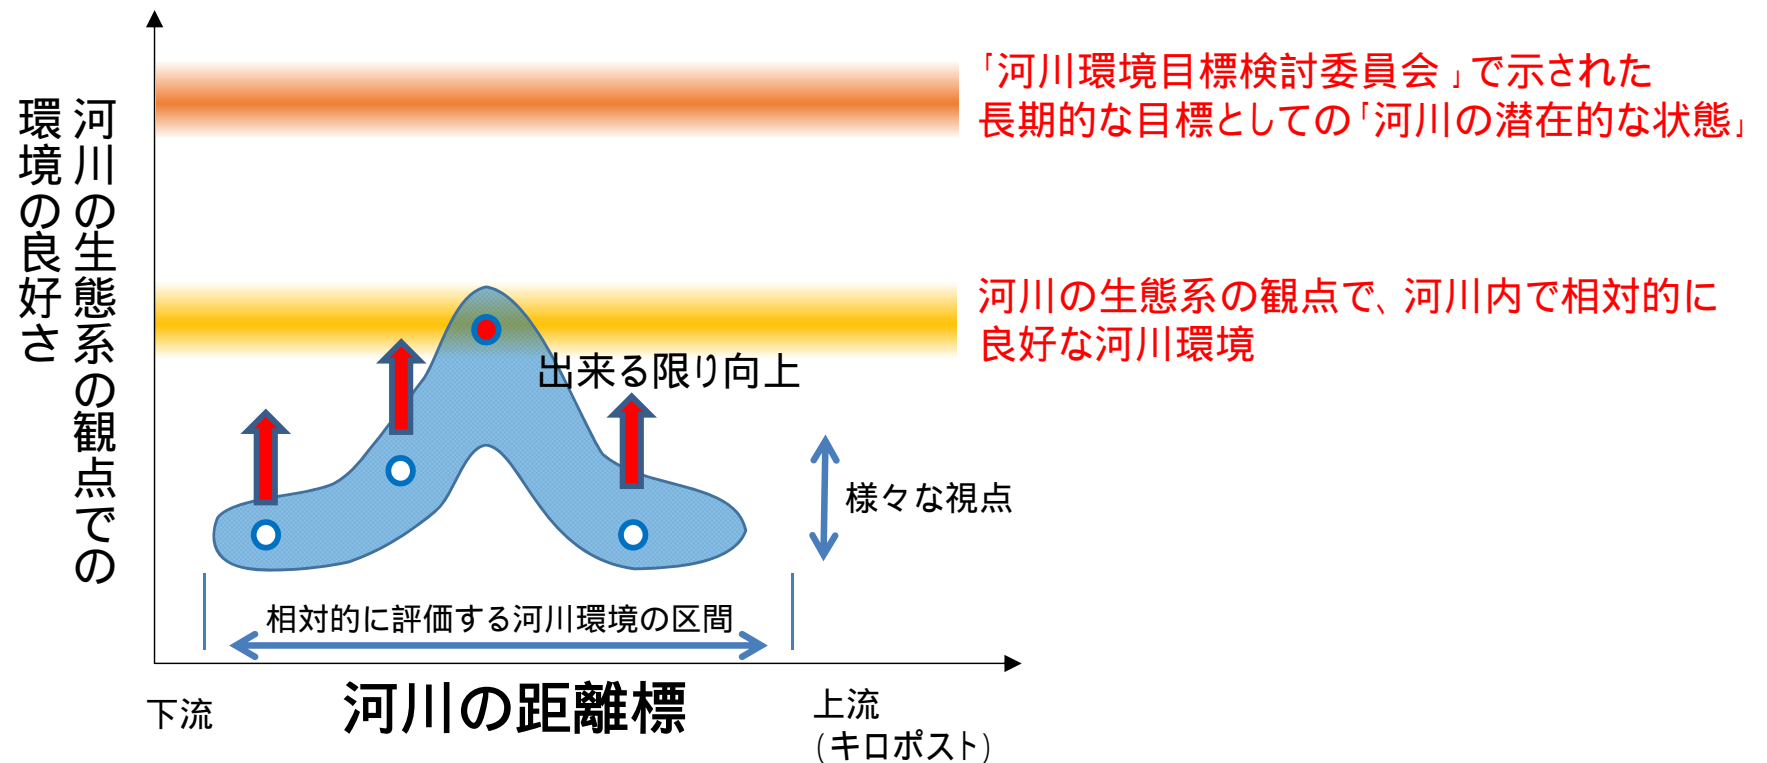 河川の生態系の観点での
環境の良好さ
「河川環境目標検討委員会」で示された
長期的な目標としての「河川の潜在的な状態」
河川の生態系の観点で、河川内で相対的に
良好な河川環境
出来る限り向上
様々な視点
相対的に評価する河川環境の区間
下流
河川の距離標
上流
(キロポスト)